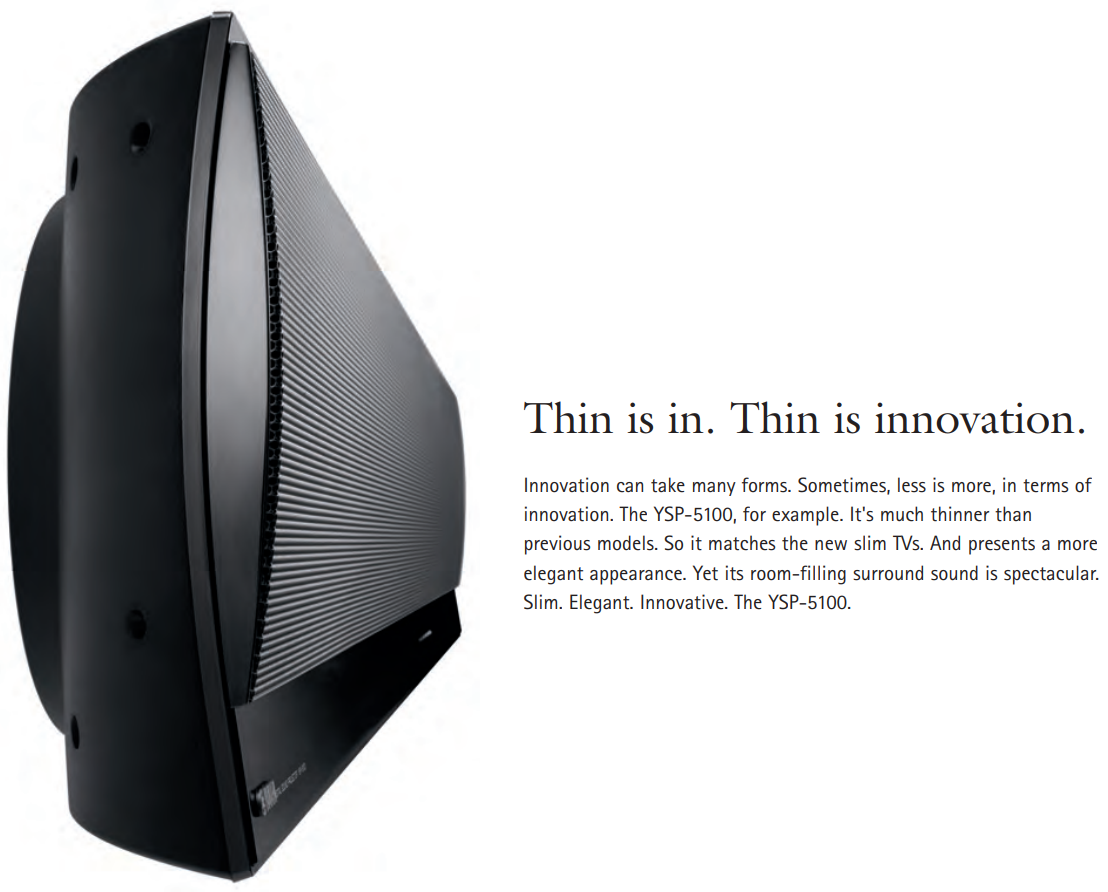 Thin is in. Thin is innovation.
Innovation can take many forms. Sometimes, less is more, in terms of
innovation. The YSP-5100, for example. It's much thinner than
previous models. So it matches the new slim TVs. And presents a more
elegant appearance. Yet its room-filling surround sound is spectacular.
Slim. Elegant. Innovative. The YSP-5100.